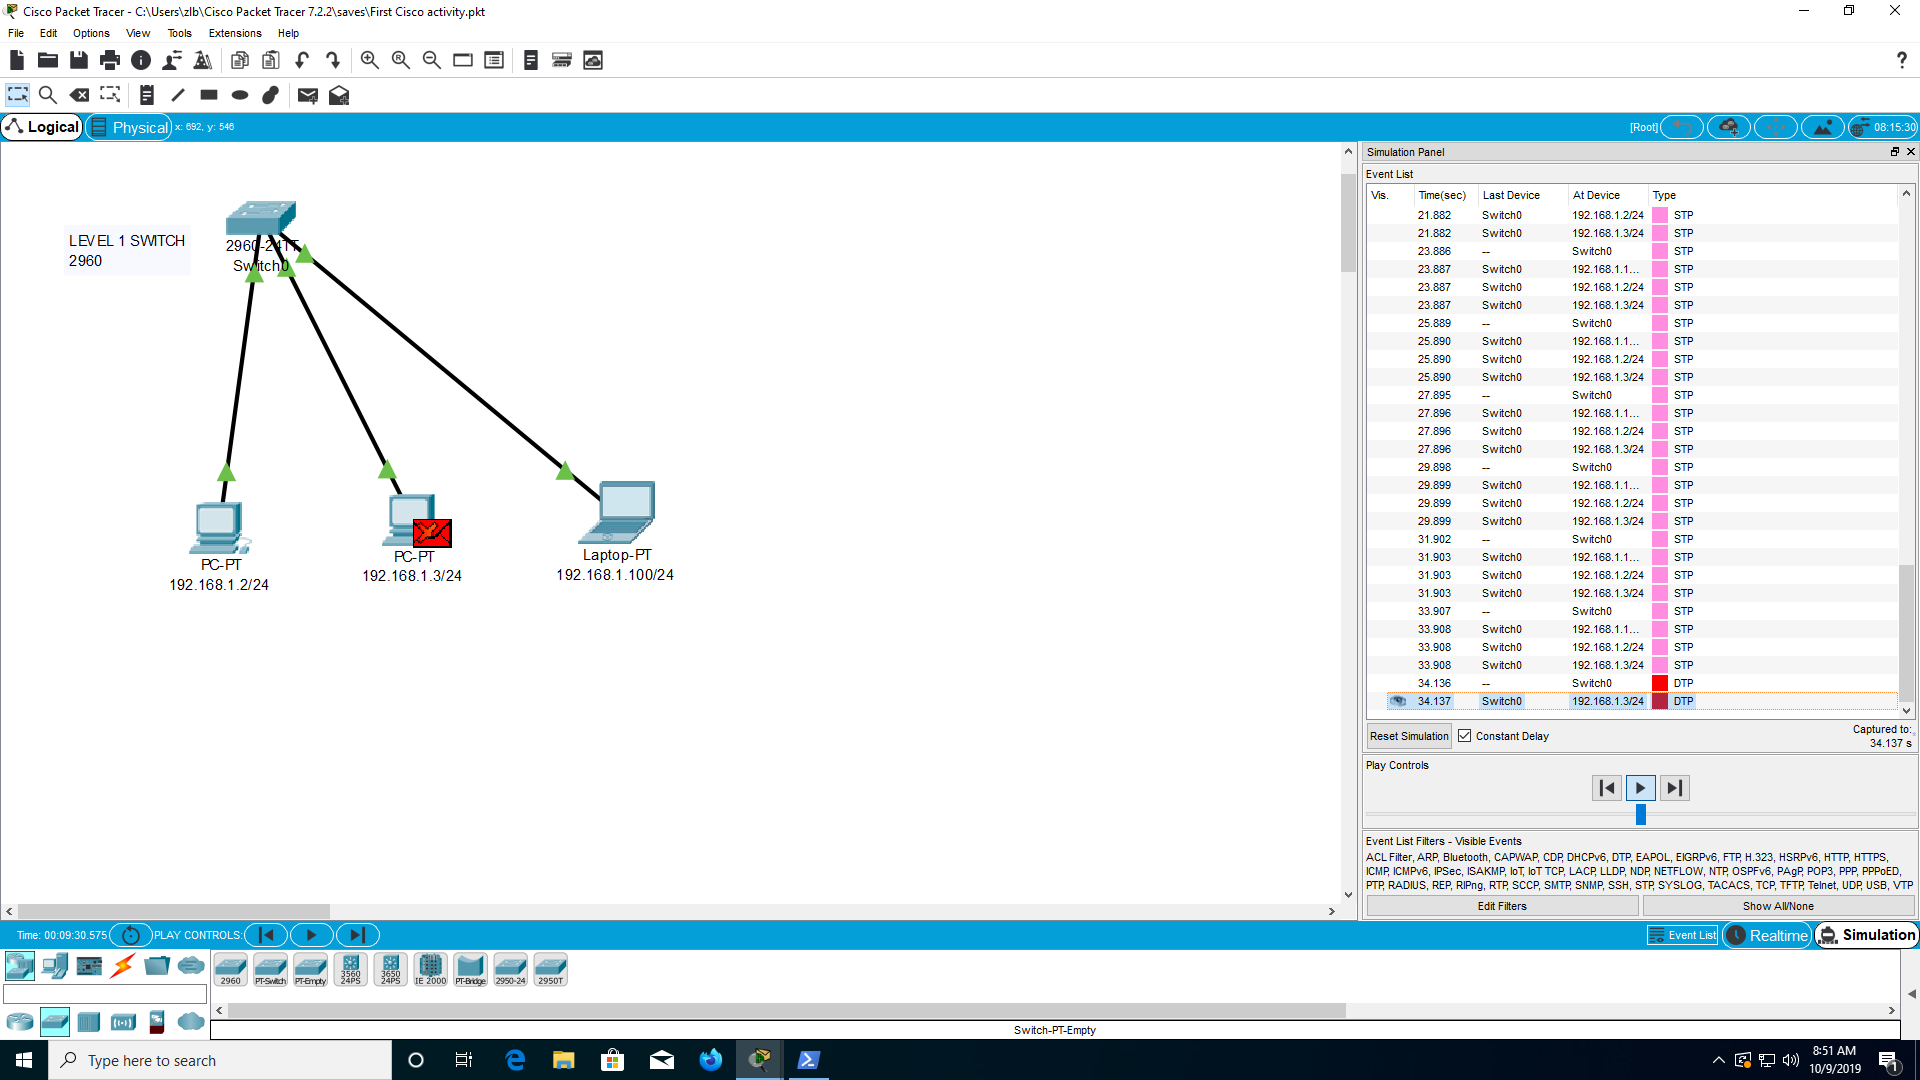 Cisco Packet Tracer - C:\Users\zlb\Cisco Packet Tracer 7.2.2\saves\First Cisco activity.pkt
File Edit Options View Tools Extensions Help
Logical Physical x: 692, y: 546 [Root] 08:15:30
LEVEL 1 SWITCH
2960
2960-24TT
Switch0
PC-PT
192.168.1.2/24
PC-PT
192.168.1.3/24
Laptop-PT
192.168.1.100/24
Simulation Panel
Event List
Vis. Time(sec) Last Device At Device Type
21.882 Switch0 192.168.1.2/24 STP
21.882 Switch0 192.168.1.3/24 STP
23.886 -- Switch0 STP
23.887 Switch0 192.168.1.1... STP
23.887 Switch0 192.168.1.2/24 STP
23.887 Switch0 192.168.1.3/24 STP
25.889 -- Switch0 STP
25.890 Switch0 192.168.1.1... STP
25.890 Switch0 192.168.1.2/24 STP
25.890 Switch0 192.168.1.3/24 STP
27.895 -- Switch0 STP
27.896 Switch0 192.168.1.1... STP
27.896 Switch0 192.168.1.2/24 STP
27.896 Switch0 192.168.1.3/24 STP
29.898 -- Switch0 STP
29.899 Switch0 192.168.1.1... STP
29.899 Switch0 192.168.1.2/24 STP
29.899 Switch0 192.168.1.3/24 STP
31.902 -- Switch0 STP
31.903 Switch0 192.168.1.1... STP
31.903 Switch0 192.168.1.2/24 STP
31.903 Switch0 192.168.1.3/24 STP
33.907 -- Switch0 STP
33.908 Switch0 192.168.1.1... STP
33.908 Switch0 192.168.1.2/24 STP
33.908 Switch0 192.168.1.3/24 STP
34.136 -- Switch0 DTP
34.137 Switch0 192.168.1.3/24 DTP
Reset Simulation Constant Delay Captured to:
34.137 s
Play Controls
Event List Filters - Visible Events
ACL Filter, ARP, Bluetooth, CAPWAP, CDP, DHCPv6, DTP, EAPOL, EIGRPv6, FTP, H.323, HSRPv6, HTTP, HTTPS,
ICMP, ICMPv6, IPSec, ISAKMP, IoT, IoT TCP, LACP, LLDP, NDP, NETFLOW, NTP, OSPFv6, PAgP, POP3, PPP, PPPoED,
PTP, RADIUS, REP, RIPng, RTP, SCCP, SMTP, SNMP, SSH, STP, SYSLOG, TACACS, TCP, TFTP, Telnet, UDP, USB, VTP
Edit Filters Show All/None
Time: 00:09:30.575 PLAY CONTROLS: Event List Realtime Simulation
2960 PT-Switch PT-Empty 3560 24PS 3650 24PS IE 2000 PT-Bridge 2950-24 2950T
Switch-PT-Empty
Type here to search
8:51 AM
10/9/2019
1